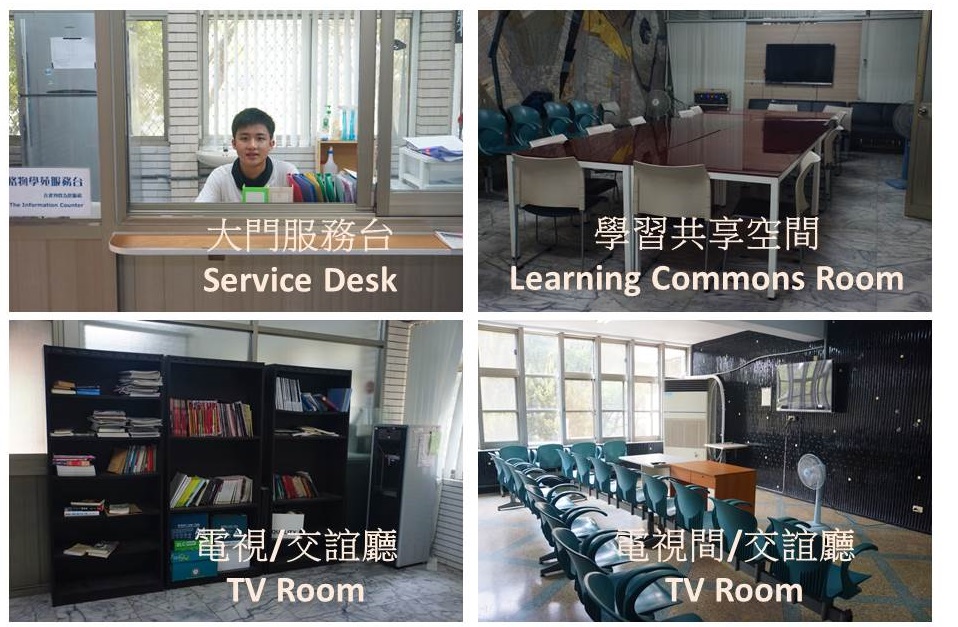 格物學苑服務台
The Information Counter
大門服務台
Service Desk
學習共享空間
Learning Commons Room
電視/交誼廳
TV Room
電視間/交誼廳
TV Room